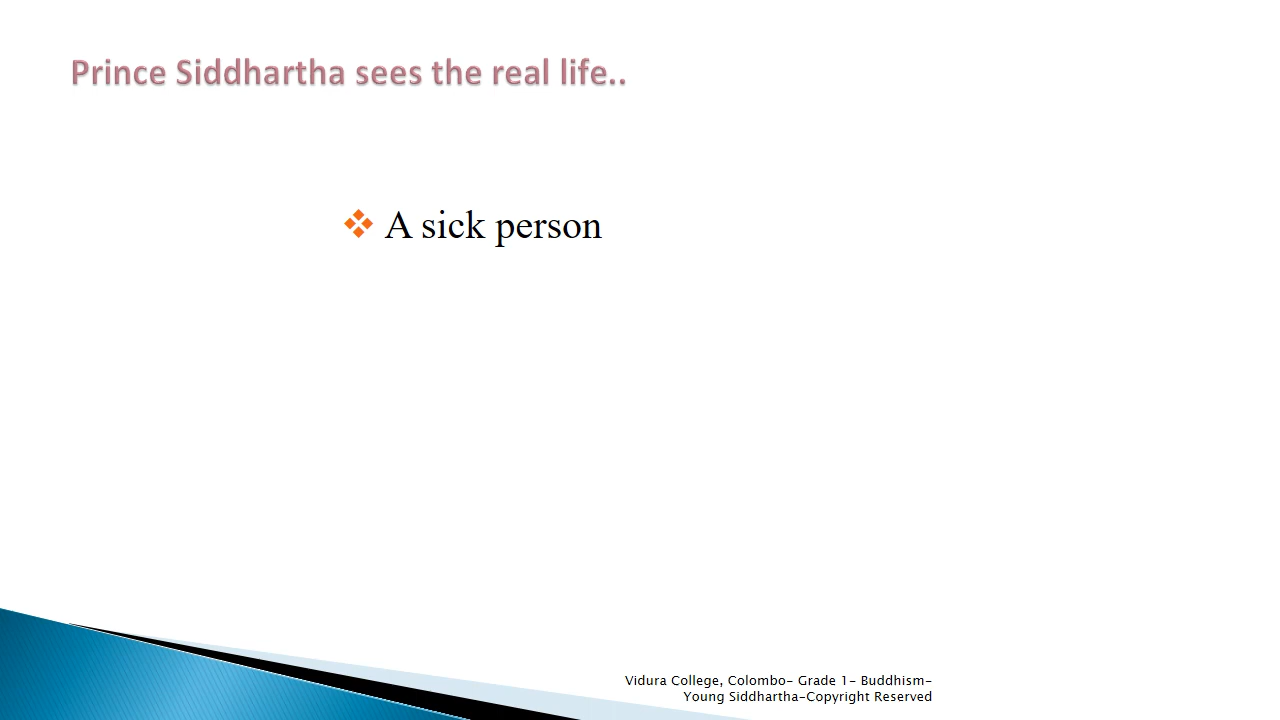 Prince Siddhartha sees the real life..
❖ A sick person
Vidura College, Colombo- Grade 1- Buddhism-
Young Siddhartha-Copyright Reserved